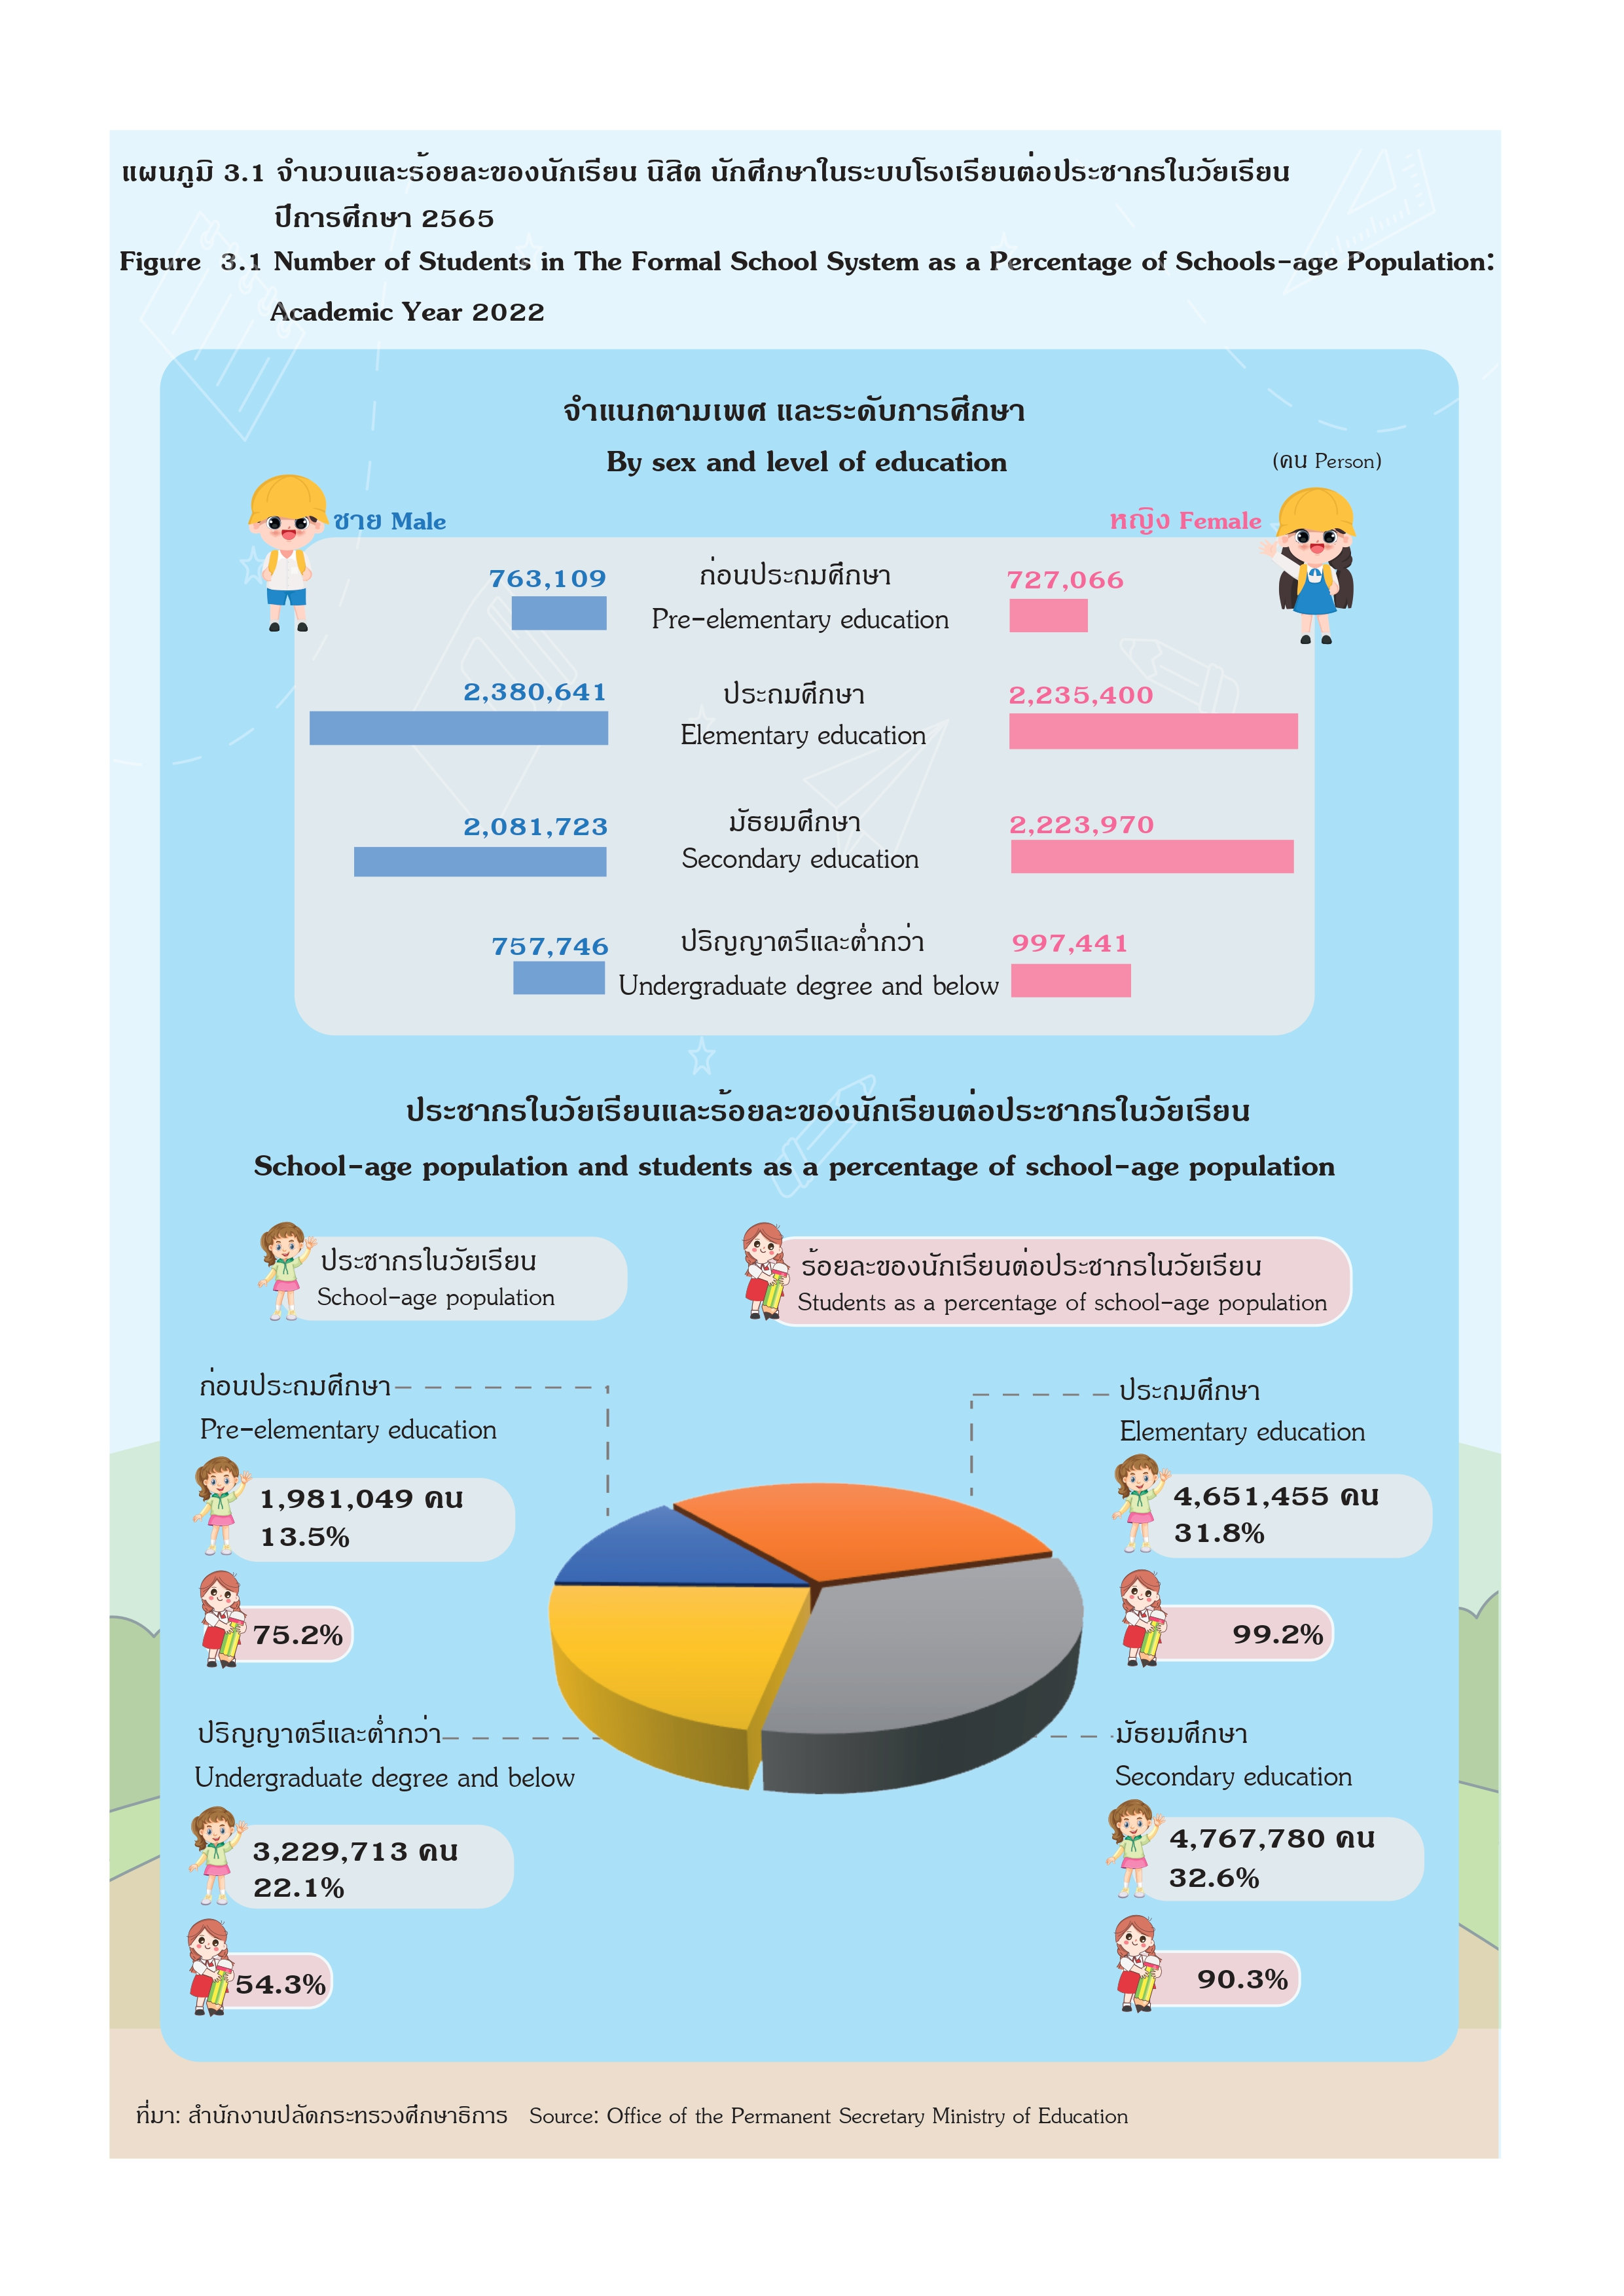 แผนภูมิ 3.1 จำนวนและร้อยละของนักเรียน นิสิต นักศึกษาในระบบโรงเรียนต่อประชากรในวัยเรียน
ปีการศึกษา 2565
Figure 3.1 Number of Students in The Formal School System as a Percentage of Schools-age Population:
Academic Year 2022
จำแนกตามเพศ และระดับการศึกษา
By sex and level of education
(คน Person)
ชาย Male
หญิง Female
763,109 ก่อนประถมศึกษา 727,066
Pre-elementary education
2,380,641 ประถมศึกษา 2,235,400
Elementary education
2,081,723 มัธยมศึกษา 2,223,970
Secondary education
757,746 ปริญญาตรีและต่ำกว่า 997,441
Undergraduate degree and below
ประชากรในวัยเรียนและร้อยละของนักเรียนต่อประชากรในวัยเรียน
School-age population and students as a percentage of school-age population
ประชากรในวัยเรียน
School-age population
ร้อยละของนักเรียนต่อประชากรในวัยเรียน
Students as a percentage of school-age population
ก่อนประถมศึกษา
Pre-elementary education
1,981,049 คน
13.5%
75.2%
ประถมศึกษา
Elementary education
4,651,455 คน
31.8%
99.2%
ปริญญาตรีและต่ำกว่า
Undergraduate degree and below
3,229,713 คน
22.1%
54.3%
มัธยมศึกษา
Secondary education
4,767,780 คน
32.6%
90.3%
ที่มา: สำนักงานปลัดกระทรวงศึกษาธิการ Source: Office of the Permanent Secretary Ministry of Education